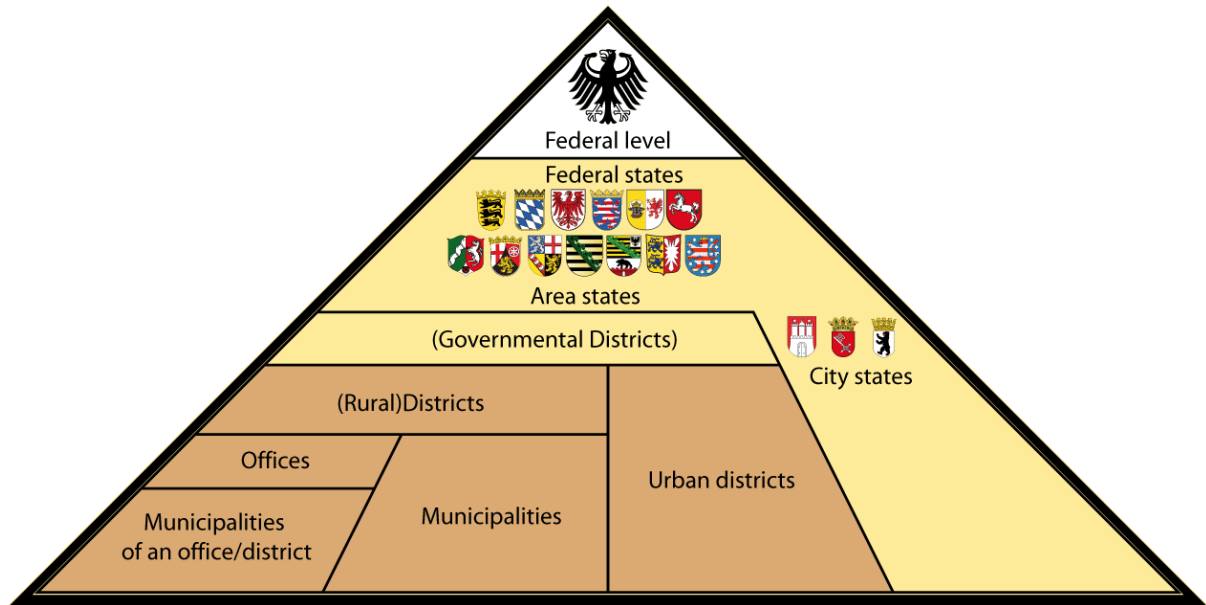 Federal level
Federal states
Area states
(Governmental Districts)
City states
(Rural)Districts
Offices
Urban districts
Municipalities
Municipalities
of an office/district